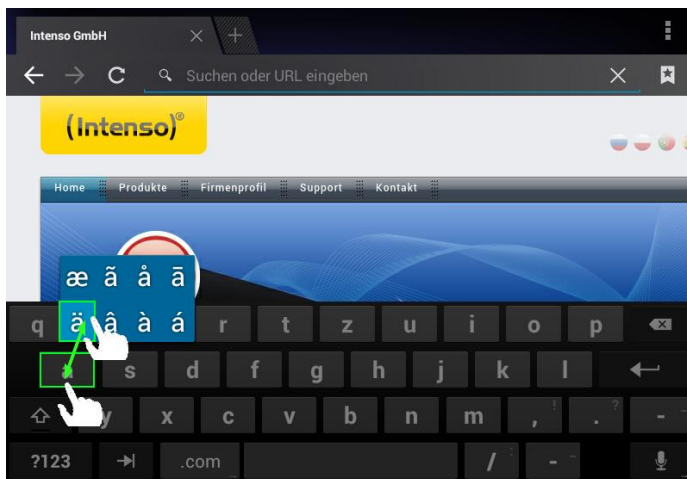 Intenso GmbH
Suchen oder URL eingeben
(Intenso)®
Home Produkte Firmenprofil Support Kontakt
æ ã å ā
ä â à á
q r t z u i o p
a s d f g h j k l
y x c v b n m , ! . ? -
?123 .com / : - _